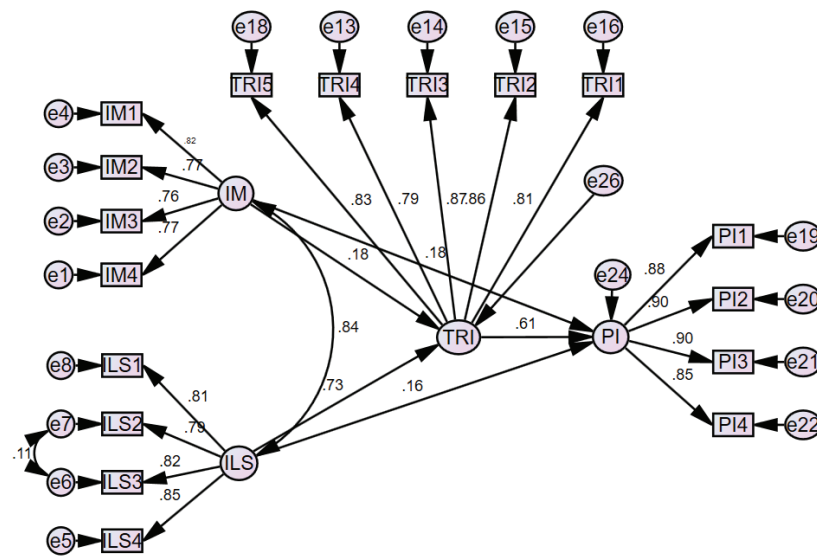 e18 e13 e14 e15 e16
TRI5 TRI4 TRI3 TRI2 TRI1
e4 IM1
.82
e3 IM2
.77
e26
IM
.83 .79 .87 .86 .81
.76
e2 IM3
.77
PI1 e19
e1 IM4
.18 .18
e24
.88
.90
PI2 e20
.84
TRI
.61
PI
.90
PI3 e21
e8 ILS1
.81
.73
.16
.85
e7 ILS2
.79
PI4 e22
.11
ILS
.82
e6 ILS3
.85
e5 ILS4